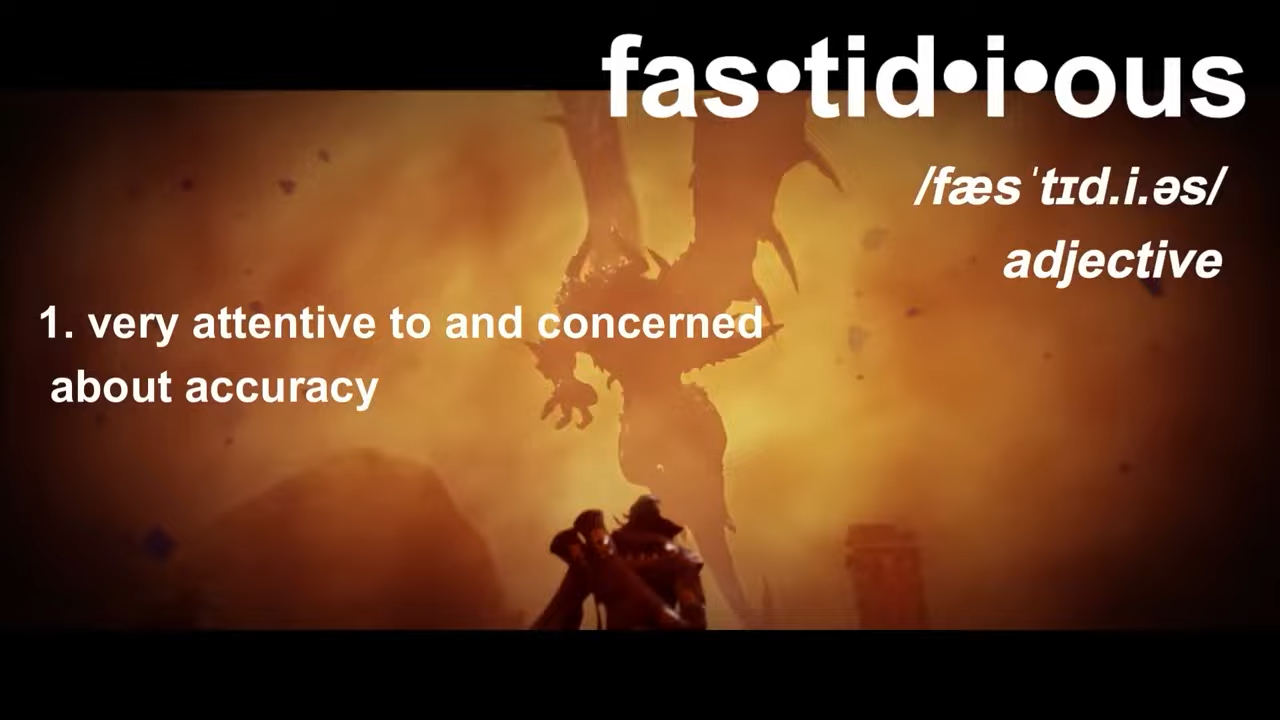 fas•tid•i•ous
/fæsˈtɪd.i.əs/
adjective
1. very attentive to and concerned
about accuracy